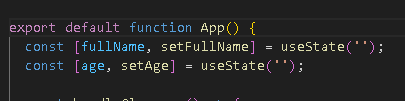 export default function App() {
const [fullName, setFullName] = useState('');
const [age, setAge] = useState('');